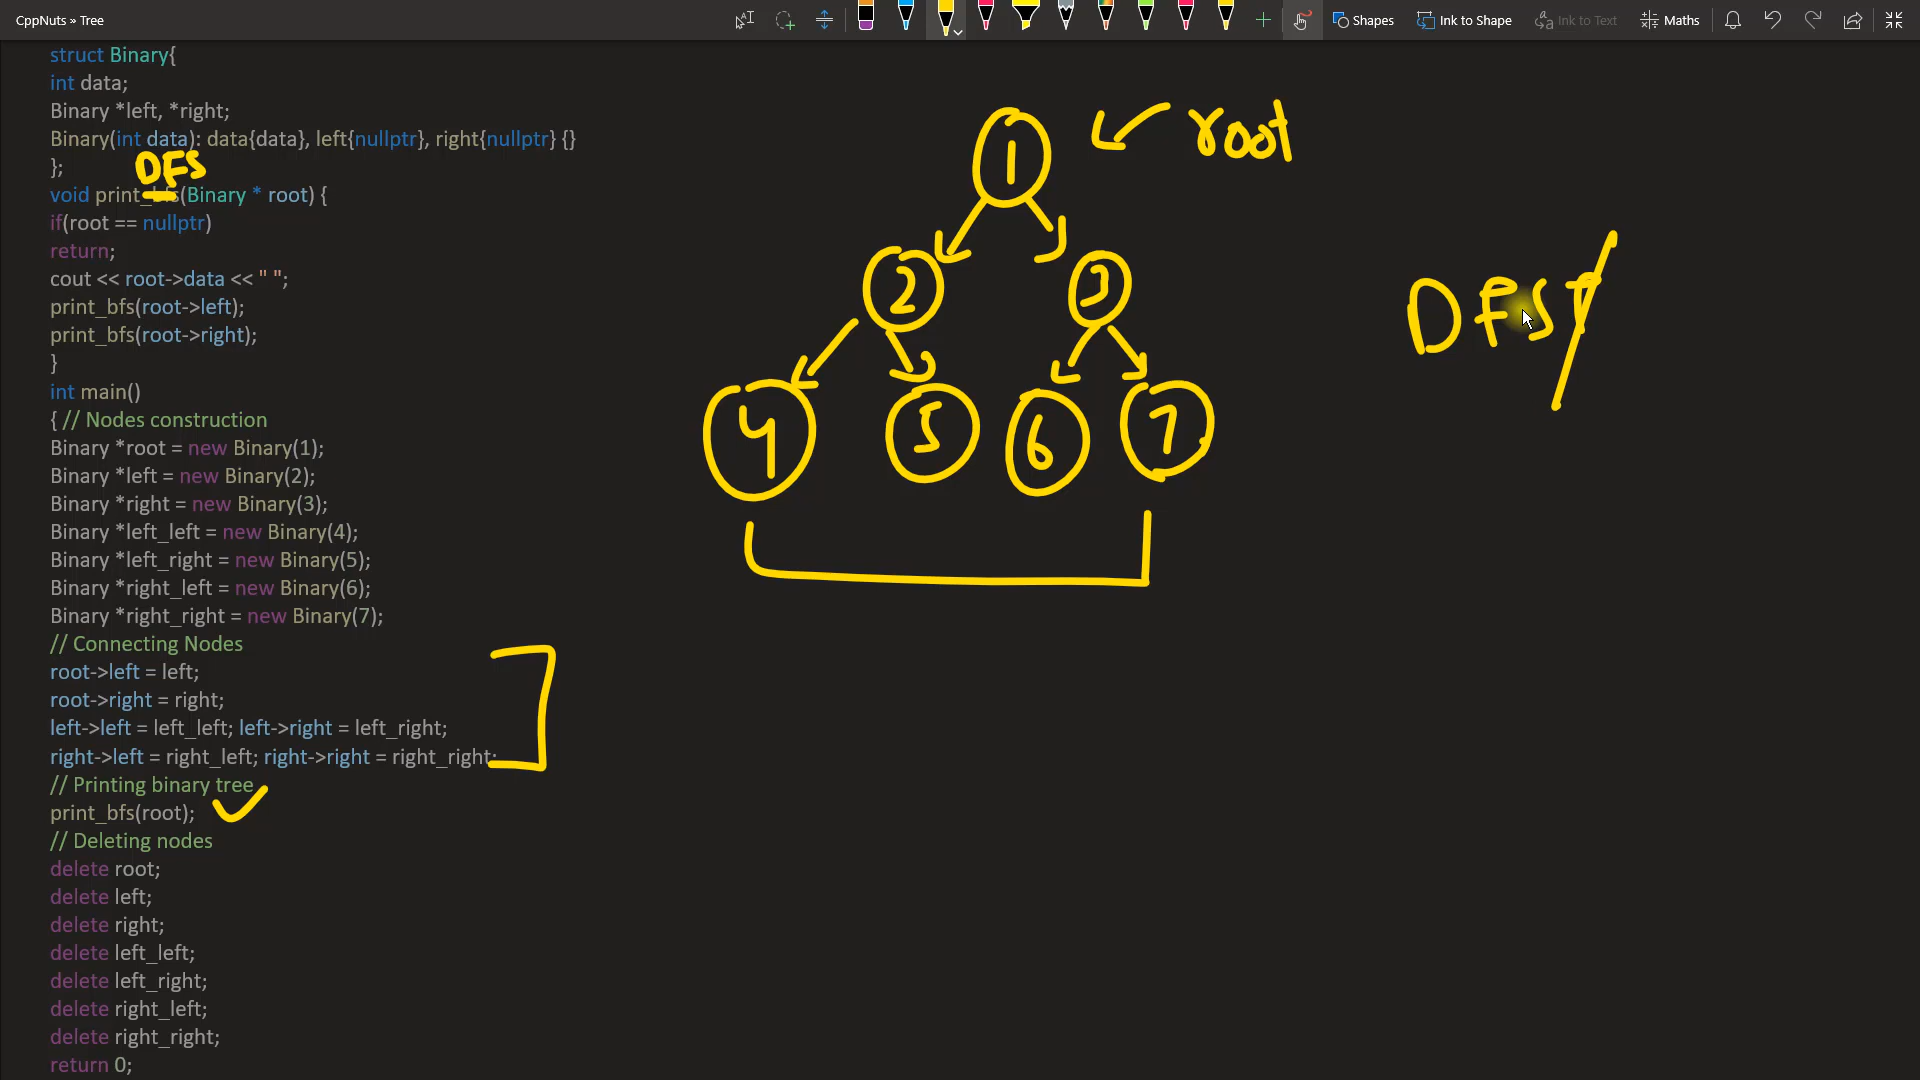 CppNuts » Tree
Shapes
Ink to Shape
Ink to Text
Maths
struct Binary{
int data;
Binary *left, *right;
Binary(int data): data{data}, left{nullptr}, right{nullptr} {}
};
DFS
void print_bfs(Binary * root) {
if(root == nullptr)
return;
cout << root->data << " ";
print_bfs(root->left);
print_bfs(root->right);
}
int main()
{ // Nodes construction
Binary *root = new Binary(1);
Binary *left = new Binary(2);
Binary *right = new Binary(3);
Binary *left_left = new Binary(4);
Binary *left_right = new Binary(5);
Binary *right_left = new Binary(6);
Binary *right_right = new Binary(7);
// Connecting Nodes
root->left = left;
root->right = right;
left->left = left_left; left->right = left_right;
right->left = right_left; right->right = right_right;
// Printing binary tree
print_bfs(root);
// Deleting nodes
delete root;
delete left;
delete right;
delete left_left;
delete left_right;
delete right_left;
delete right_right;
return 0;
1
root
2
3
4
5
6
7
DFS